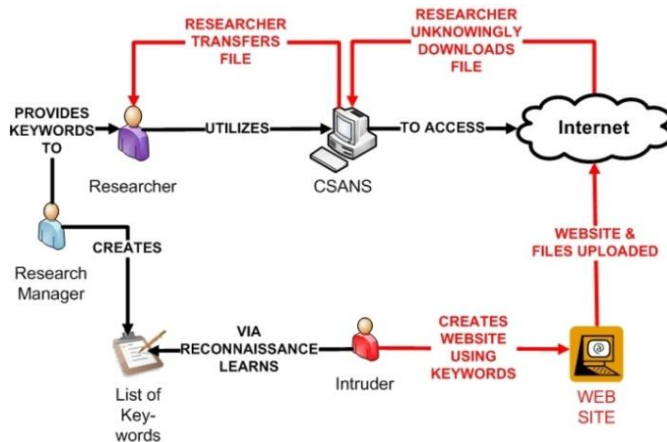 RESEARCHER
TRANSFERS
FILE
RESEARCHER
UNKNOWINGLY
DOWNLOADS
FILE
PROVIDES
KEYWORDS
TO
UTILIZES
TO ACCESS
Internet
Researcher
CSANS
CREATES
Research
Manager
WEBSITE &
FILES UPLOADED
VIA
RECONNAISSANCE
LEARNS
CREATES
WEBSITE
USING
KEYWORDS
@
List of
Key-
words
Intruder
WEB
SITE